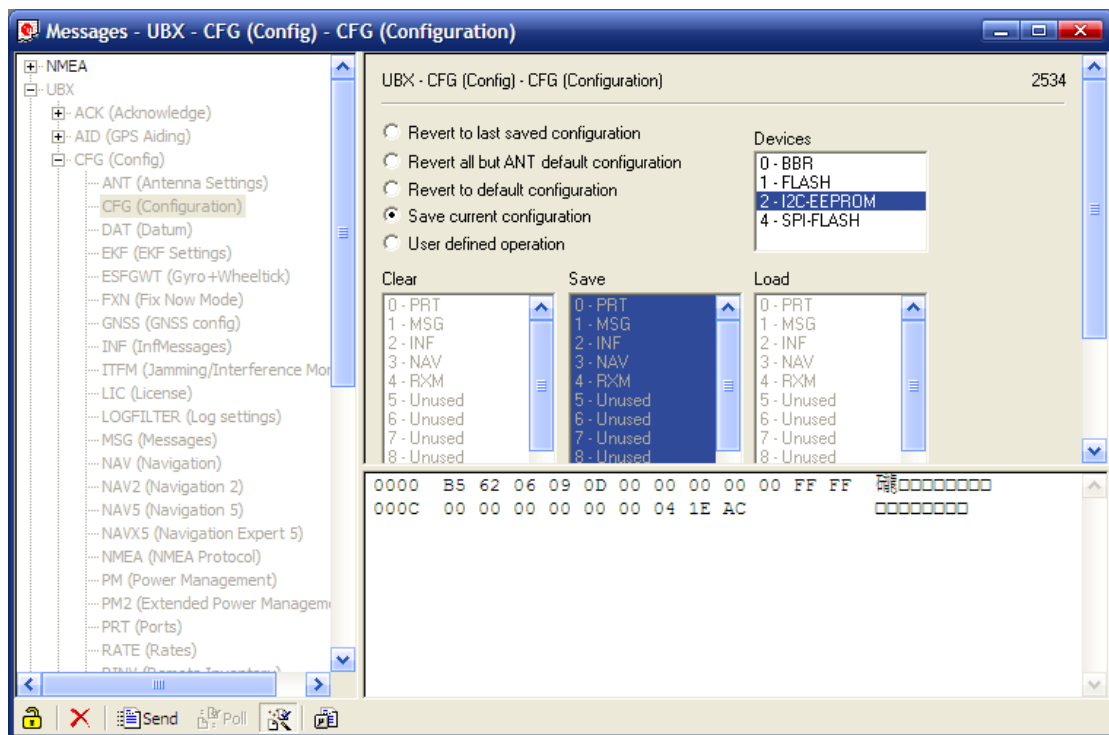 Messages - UBX - CFG (Config) - CFG (Configuration)
NMEA
UBX
ACK (Acknowledge)
AID (GPS Aiding)
CFG (Config)
ANT (Antenna Settings)
CFG (Configuration)
DAT (Datum)
EKF (EKF Settings)
ESFGWT (Gyro+Wheeltick)
FXN (Fix Now Mode)
GNSS (GNSS config)
INF (InfMessages)
ITFM (Jamming/Interference Mor
LIC (License)
LOGFILTER (Log settings)
MSG (Messages)
NAV (Navigation)
NAV2 (Navigation 2)
NAV5 (Navigation 5)
NAVX5 (Navigation Expert 5)
NMEA (NMEA Protocol)
PM (Power Management)
PM2 (Extended Power Managem
PRT (Ports)
RATE (Rates)
UBX - CFG (Config) - CFG (Configuration) 2534
Revert to last saved configuration
Revert all but ANT default configuration
Revert to default configuration
Save current configuration
User defined operation
Devices
0 - BBR
1 - FLASH
2 - I2C-EEPROM
4 - SPI-FLASH
Clear
0 - PRT
1 - MSG
2 - INF
3 - NAV
4 - RXM
5 - Unused
6 - Unused
7 - Unused
8 - Unused
Save
0 - PRT
1 - MSG
2 - INF
3 - NAV
4 - RXM
5 - Unused
6 - Unused
7 - Unused
8 - Unused
Load
0 - PRT
1 - MSG
2 - INF
3 - NAV
4 - RXM
5 - Unused
6 - Unused
7 - Unused
8 - Unused
0000 B5 62 06 09 0D 00 00 00 00 00 FF FF
000C 00 00 00 00 00 00 04 1E AC
Send Poll